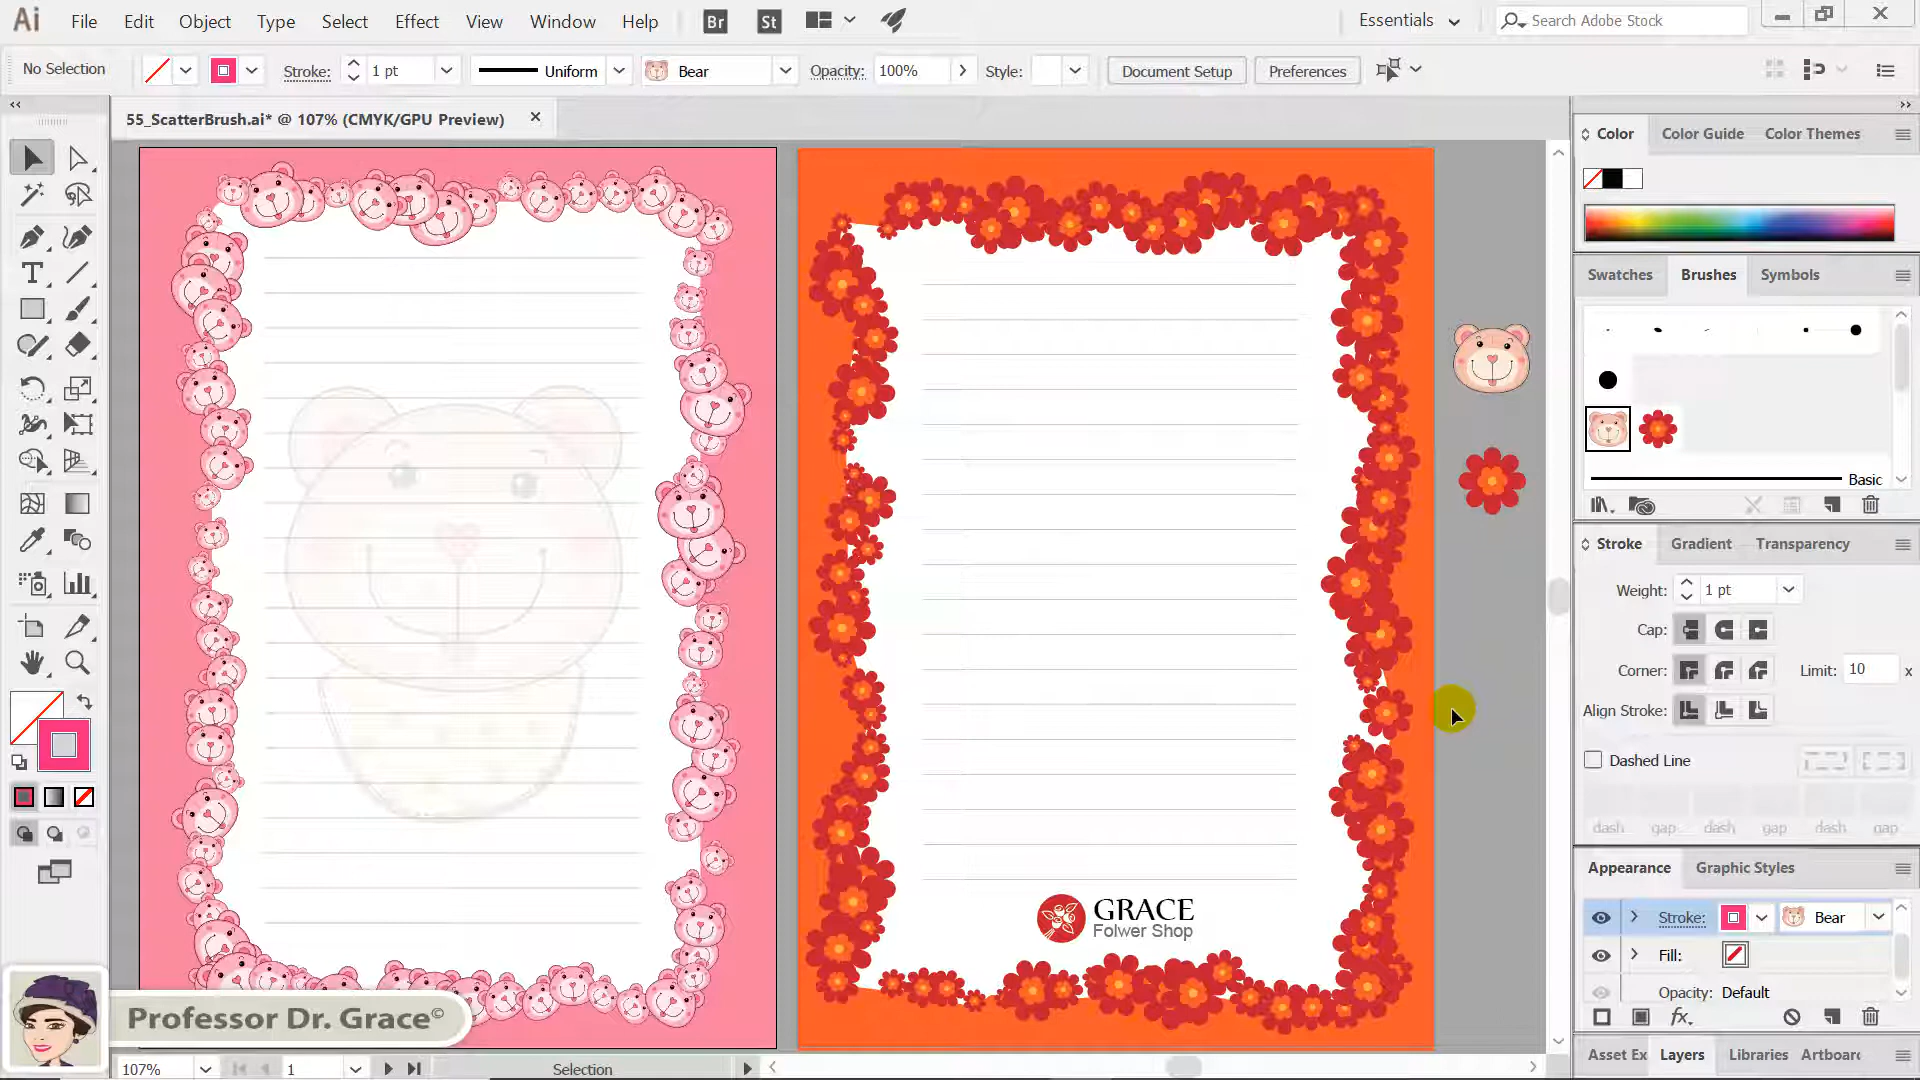 Ai File Edit Object Type Select Effect View Window Help Br St Essentials Search Adobe Stock
No Selection Stroke: 1 pt Uniform Bear Opacity: 100% Style: Document Setup Preferences
55_ScatterBrush.ai* @ 107% (CMYK/GPU Preview)
Color Color Guide Color Themes
Swatches Brushes Symbols
Basic
Stroke Gradient Transparency
Weight: 1 pt
Cap:
Corner: Limit: 10 x
Align Stroke:
Dashed Line
dash gap dash gap dash gap
Appearance Graphic Styles
Stroke: Bear
Fill:
Opacity: Default
fx
Asset Ex Layers Libraries Artboard
GRACE
Folwer Shop
Professor Dr. Grace©
107% 1 Selection